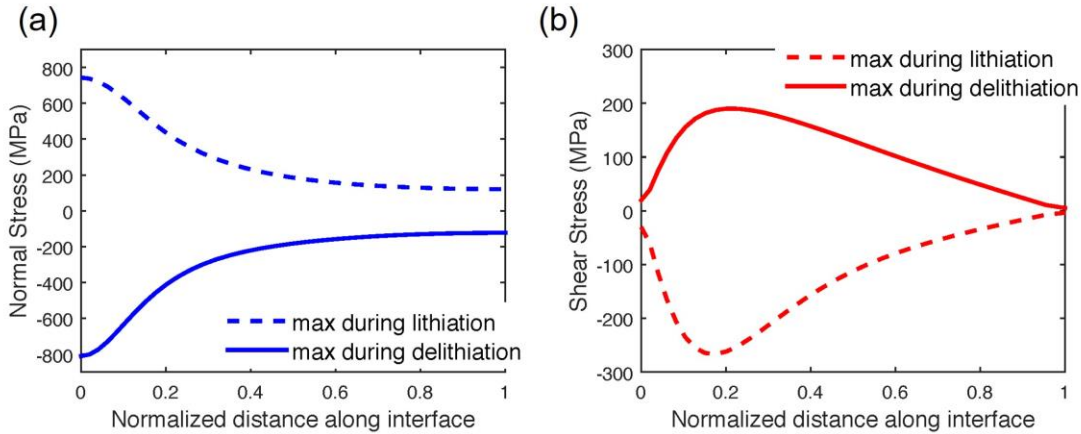 (a)
800
600
400
200
0
-200
-400
-600
-800
Normal Stress (MPa)
max during lithiation
max during delithiation
0 0.2 0.4 0.6 0.8 1
Normalized distance along interface
(b)
300
200
100
0
-100
-200
-300
Shear Stress (MPa)
max during lithiation
max during delithiation
0 0.2 0.4 0.6 0.8 1
Normalized distance along interface